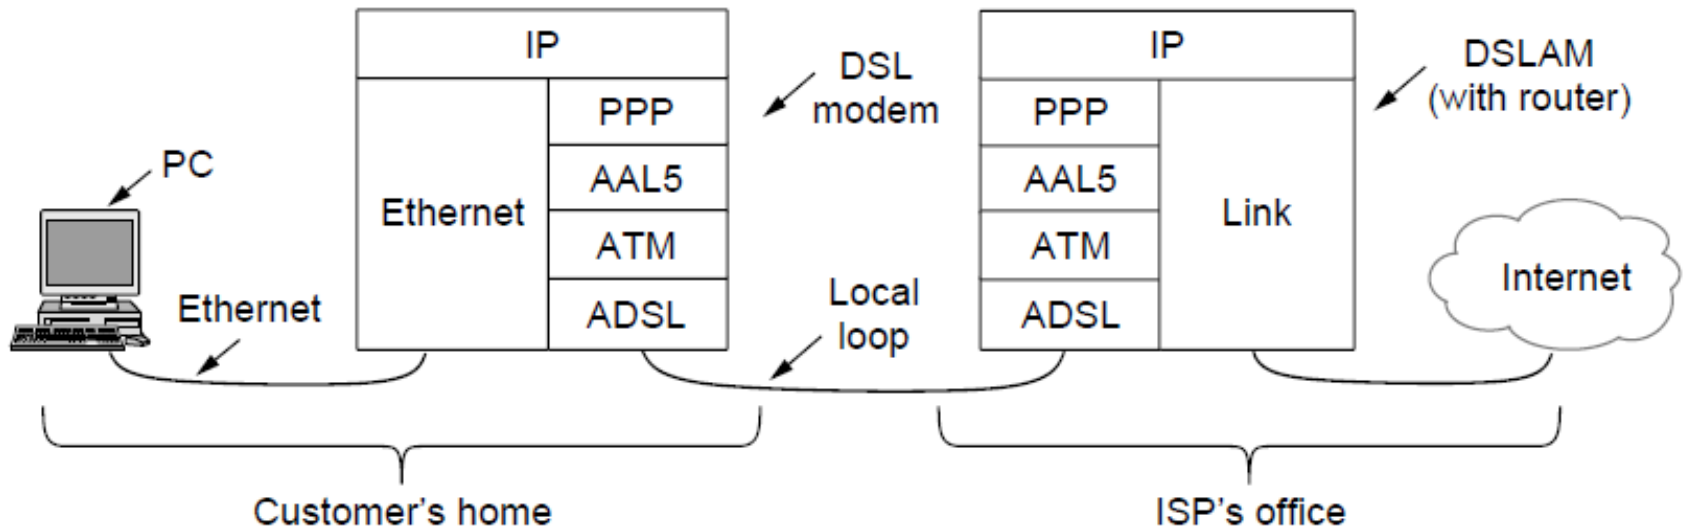 PC
Ethernet
IP
Ethernet
PPP
AAL5
ATM
ADSL
DSL
modem
Local
loop
IP
PPP
AAL5
ATM
ADSL
Link
DSLAM
(with router)
Internet
Customer's home
ISP's office